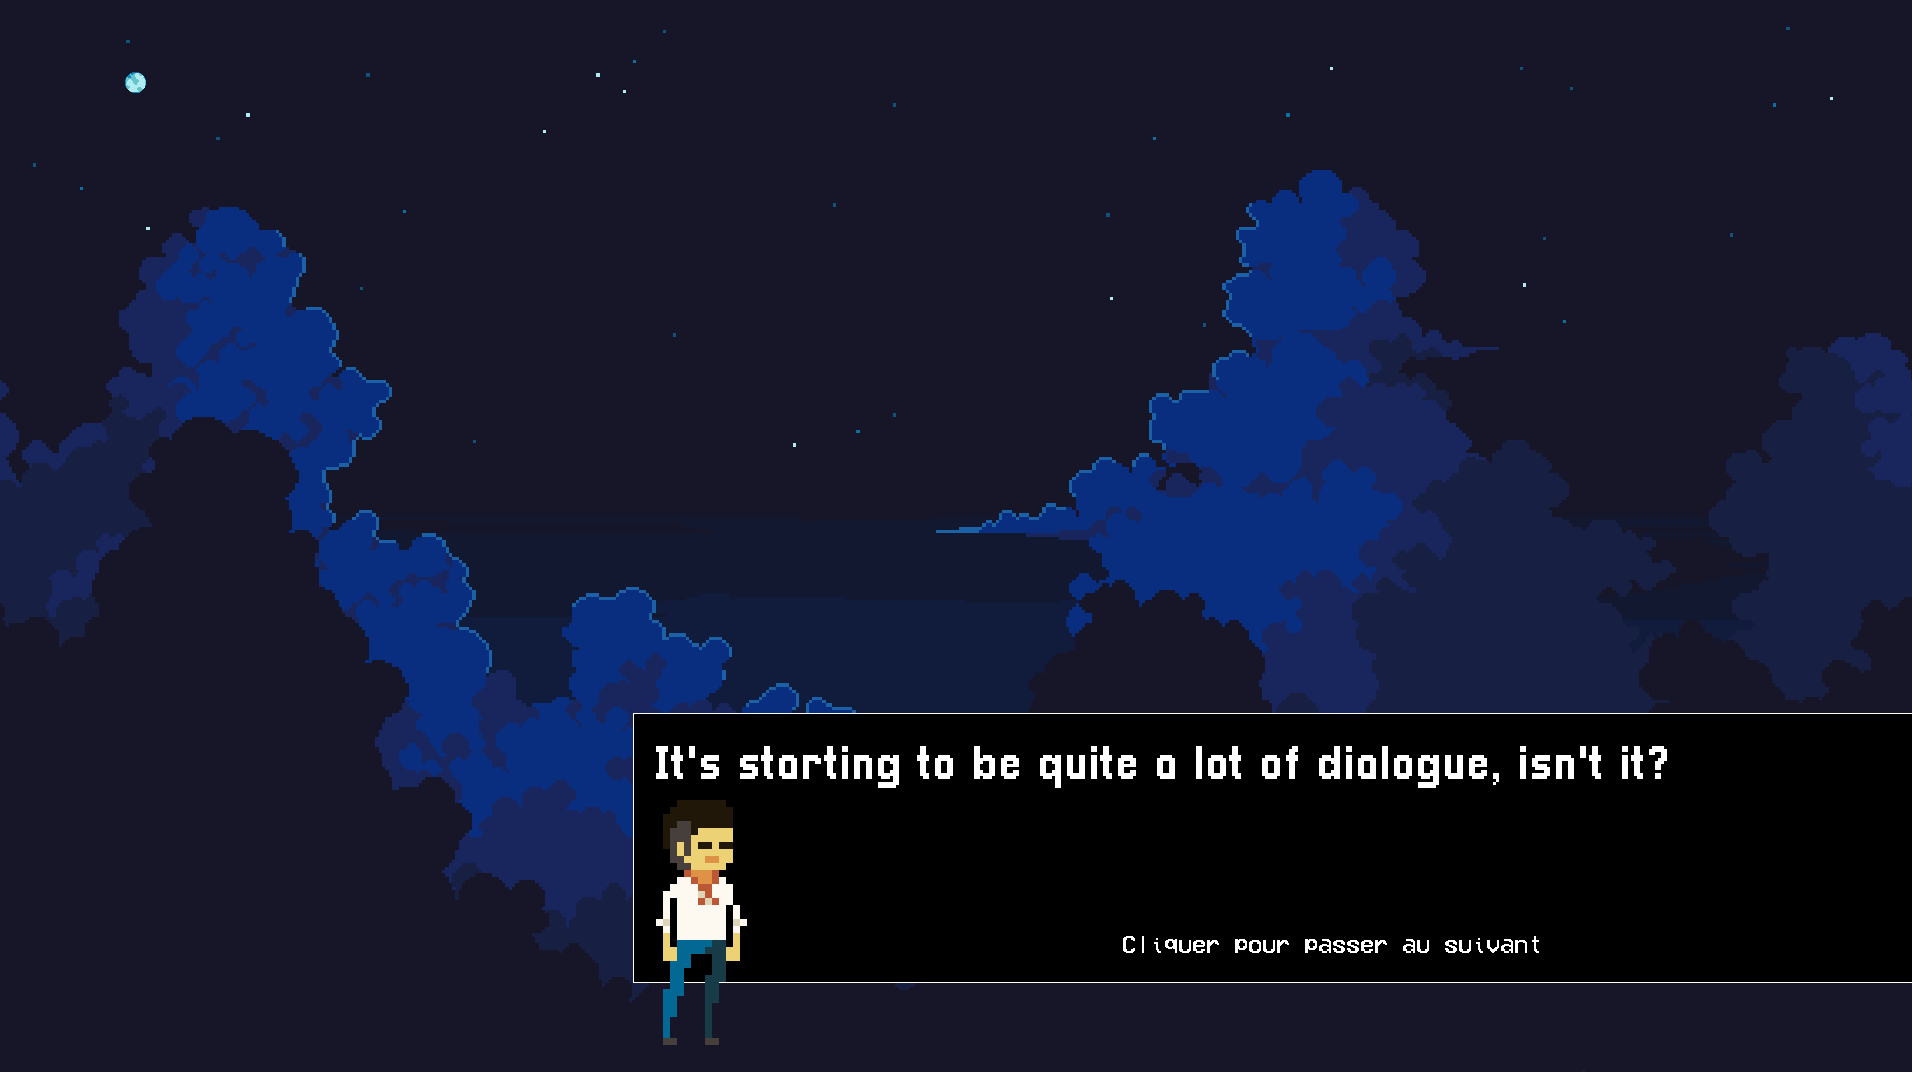 It's starting to be quite a lot of dialogue, isn't it?
Cliquer pour passer au suivant